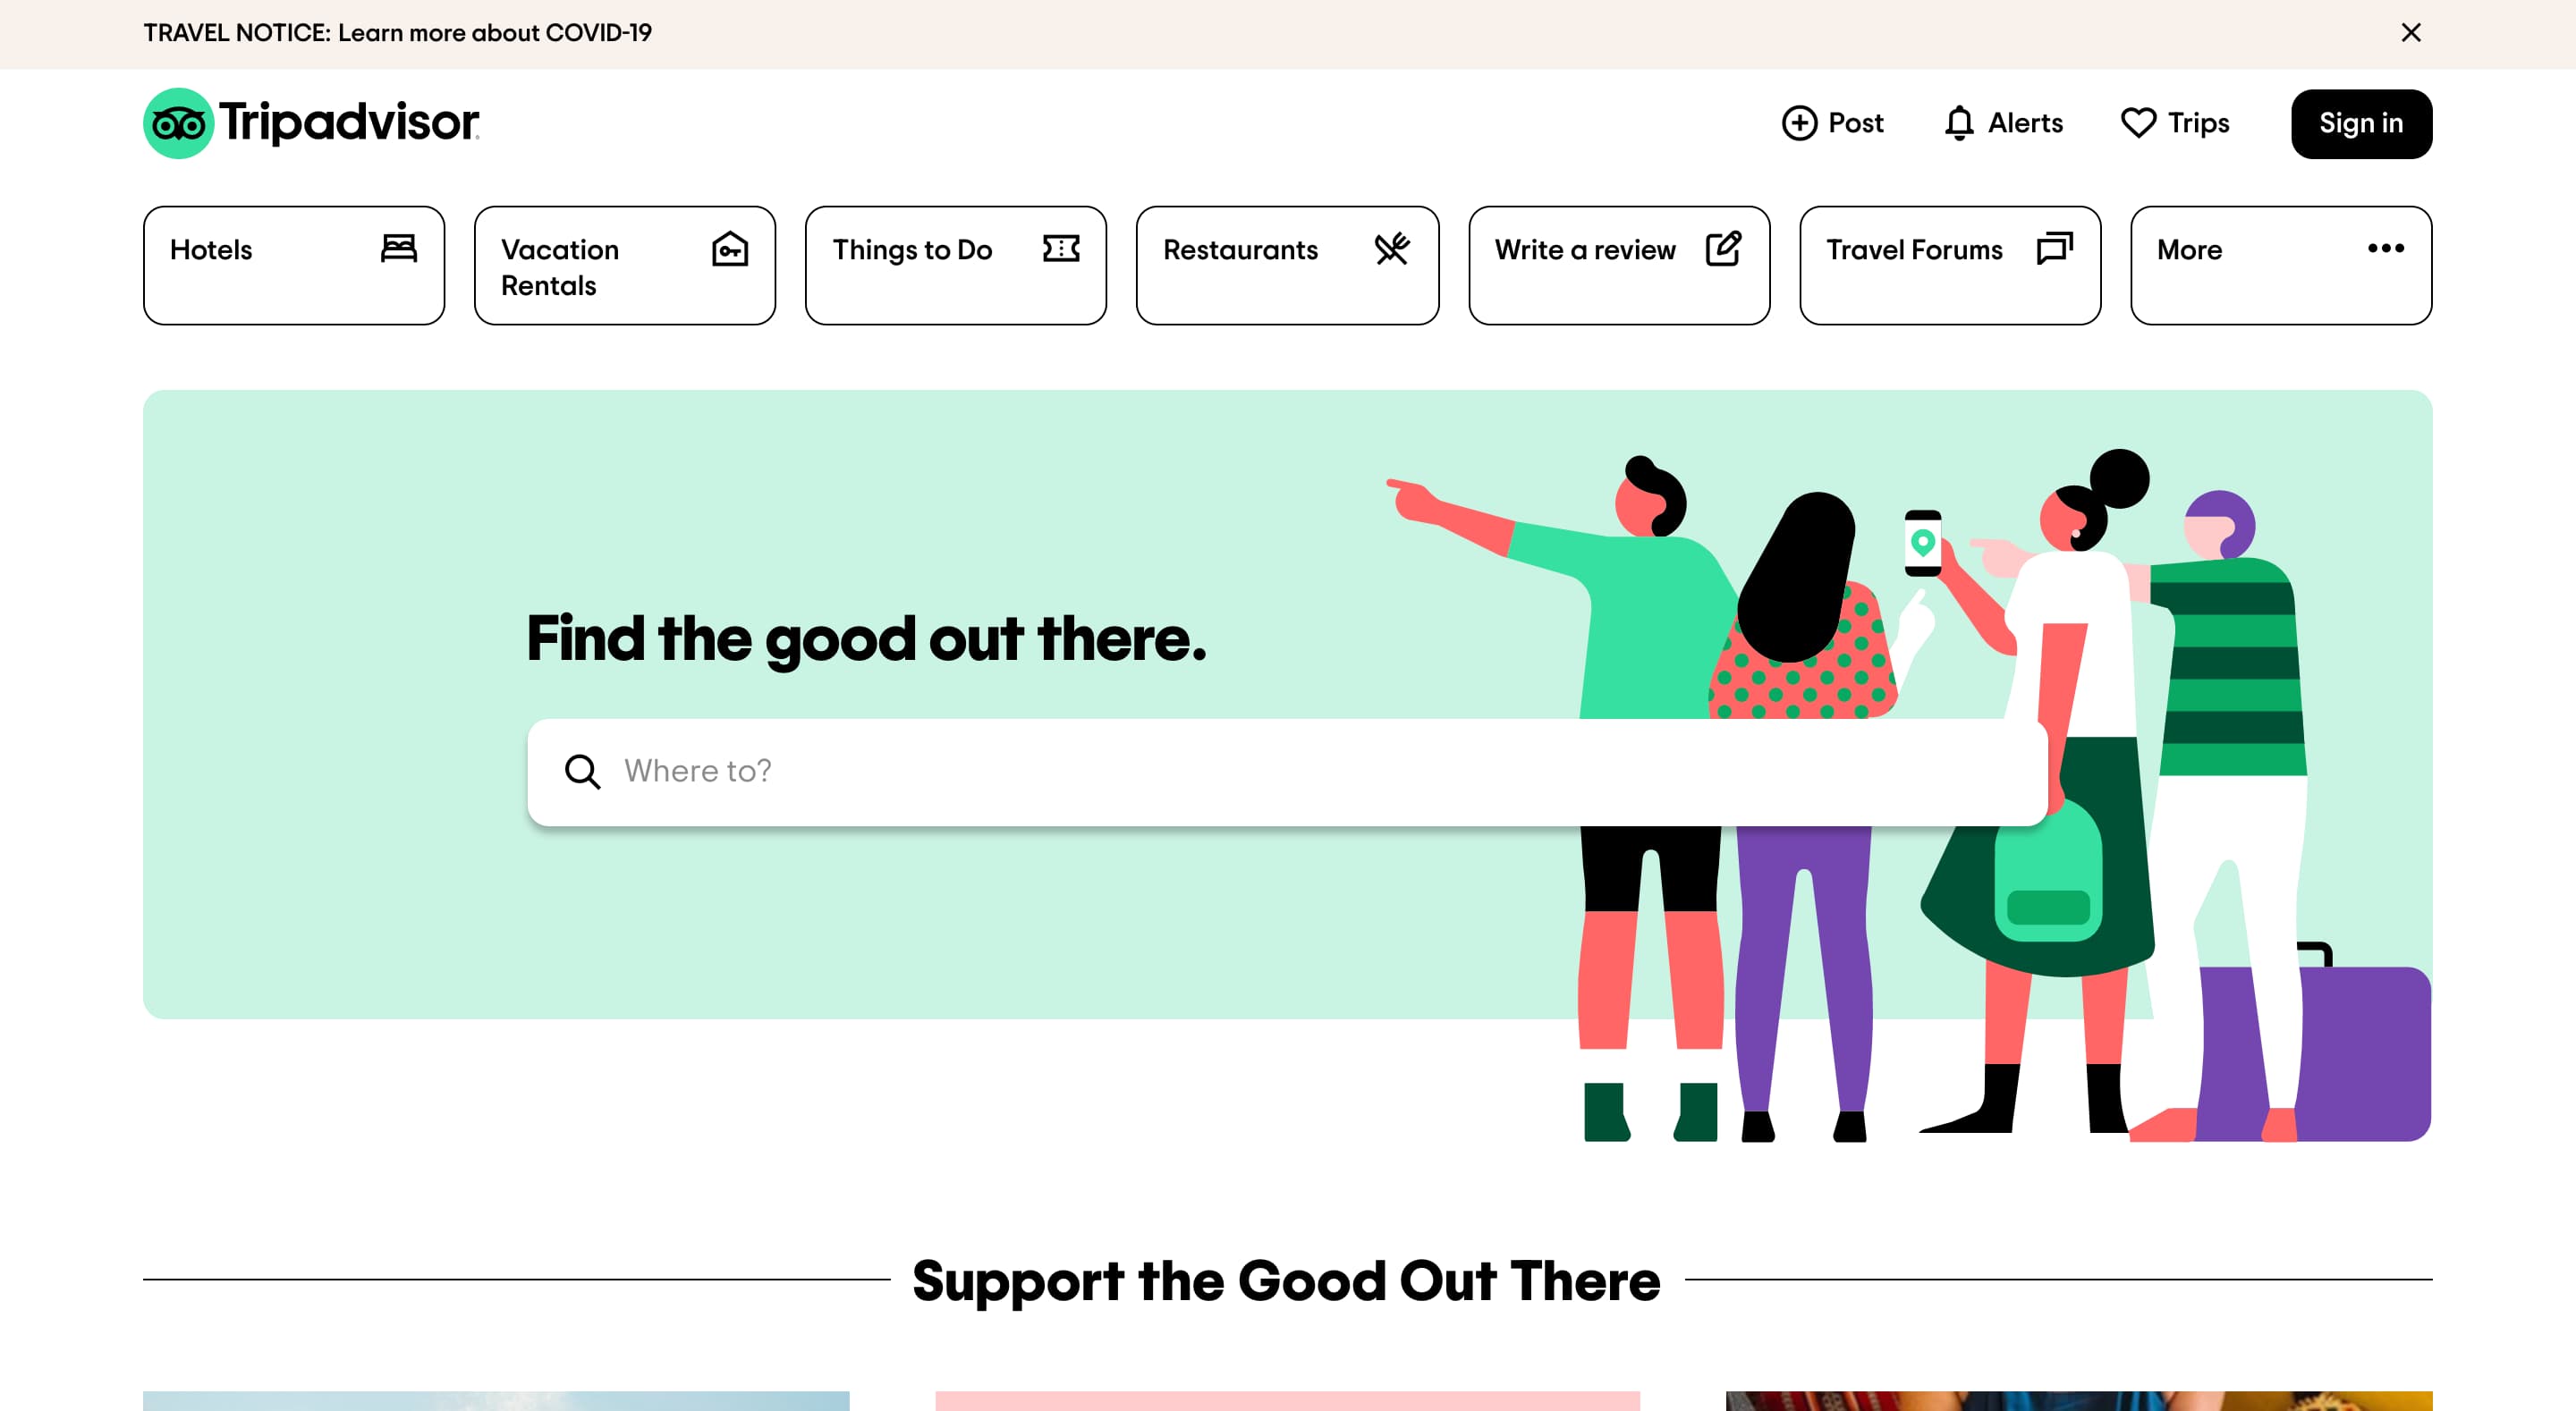 TRAVEL NOTICE: Learn more about COVID-19
Tripadvisor
Post
Alerts
Trips
Sign in
Hotels
Vacation
Rentals
Things to Do
Restaurants
Write a review
Travel Forums
More
Find the good out there.
Where to?
Support the Good Out There